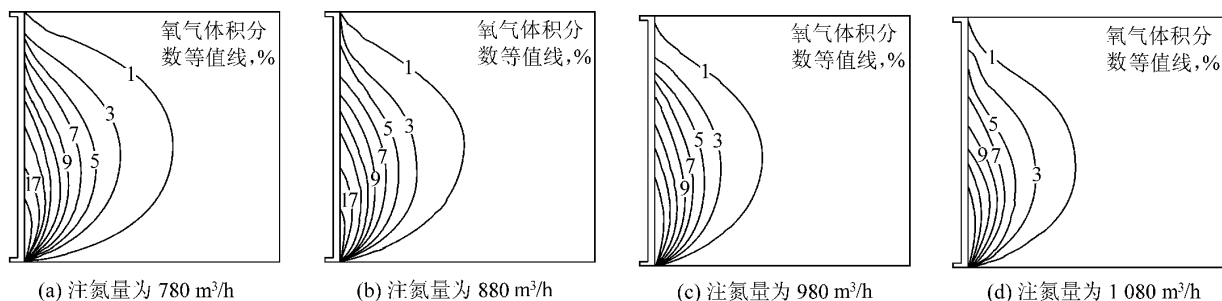 氧气体积分
数等值线,%
1
3
7
9
5
17
(a) 注氮量为 780 m³/h
氧气体积分
数等值线,%
1
5
3
7
9
17
(b) 注氮量为 880 m³/h
氧气体积分
数等值线,%
1
5
3
7
9
(c) 注氮量为 980 m³/h
氧气体积分
数等值线,%
1
5
9
7
3
(d) 注氮量为 1 080 m³/h